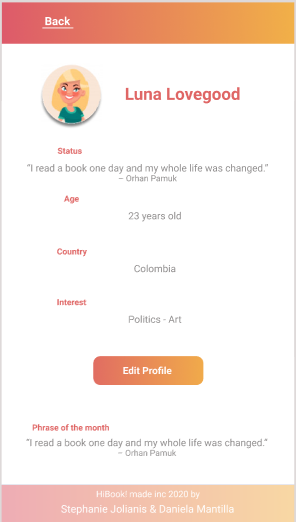 Back
Luna Lovegood
Status
“I read a book one day and my whole life was changed.”
– Orhan Pamuk
Age
23 years old
Country
Colombia
Interest
Politics - Art
Edit Profile
Phrase of the month
“I read a book one day and my whole life was changed.”
– Orhan Pamuk
HiBook! made inc 2020 by
Stephanie Jolianis & Daniela Mantilla